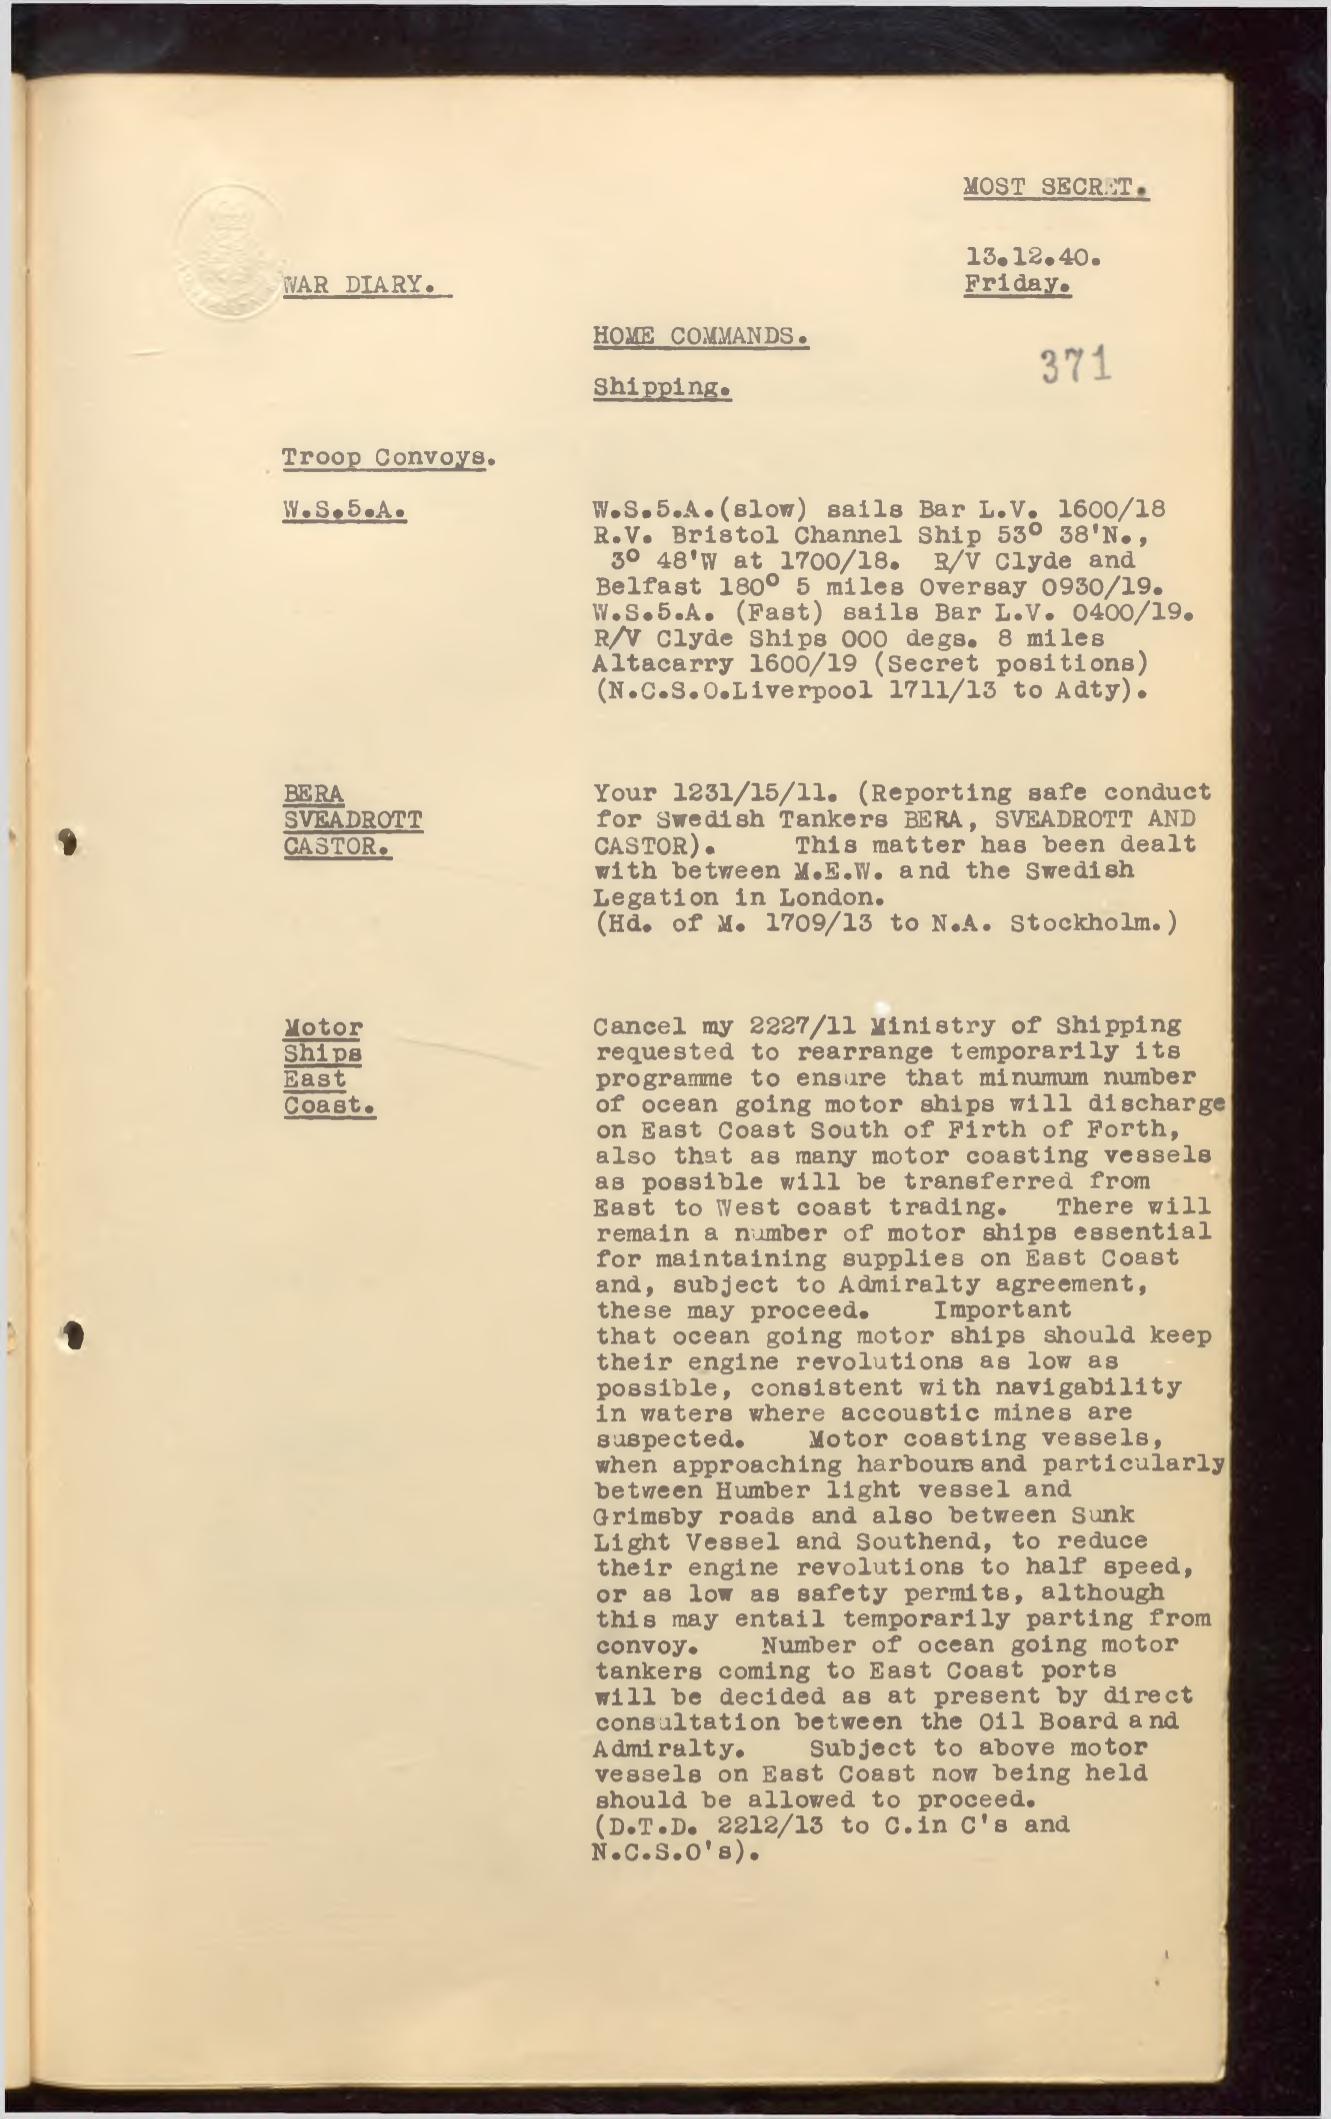 MOST SECRET.
13.12.40.
Friday.
WAR DIARY.
HOME COMMANDS.
371
Shipping.
Troop Convoys.
W.S.5.A.
W.S.5.A.(slow) sails Bar L.V. 1600/18
R.V. Bristol Channel Ship 53° 38'N.,
3° 48'W at 1700/18. R/V Clyde and
Belfast 180° 5 miles Oversay 0930/19.
W.S.5.A. (Fast) sails Bar L.V. 0400/19.
R/V Clyde Ships 000 degs. 8 miles
Altacarry 1600/19 (Secret positions)
(N.C.S.O.Liverpool 1711/13 to Adty).
BERA
SVEADROTT
CASTOR.
Your 1231/15/11. (Reporting safe conduct
for Swedish Tankers BERA, SVEADROTT AND
CASTOR). This matter has been dealt
with between M.E.W. and the Swedish
Legation in London.
(Hd. of M. 1709/13 to N.A. Stockholm.)
Motor
Ships
East
Coast.
Cancel my 2227/11 Ministry of Shipping
requested to rearrange temporarily its
programme to ensure that minumum number
of ocean going motor ships will discharge
on East Coast South of Firth of Forth,
also that as many motor coasting vessels
as possible will be transferred from
East to West coast trading. There will
remain a number of motor ships essential
for maintaining supplies on East Coast
and, subject to Admiralty agreement,
these may proceed. Important
that ocean going motor ships should keep
their engine revolutions as low as
possible, consistent with navigability
in waters where accoustic mines are
suspected. Motor coasting vessels,
when approaching harbours and particularly
between Humber light vessel and
Grimsby roads and also between Sunk
Light Vessel and Southend, to reduce
their engine revolutions to half speed,
or as low as safety permits, although
this may entail temporarily parting from
convoy. Number of ocean going motor
tankers coming to East Coast ports
will be decided as at present by direct
consultation between the Oil Board and
Admiralty. Subject to above motor
vessels on East Coast now being held
should be allowed to proceed.
(D.T.D. 2212/13 to C.in C's and
N.C.S.O's).